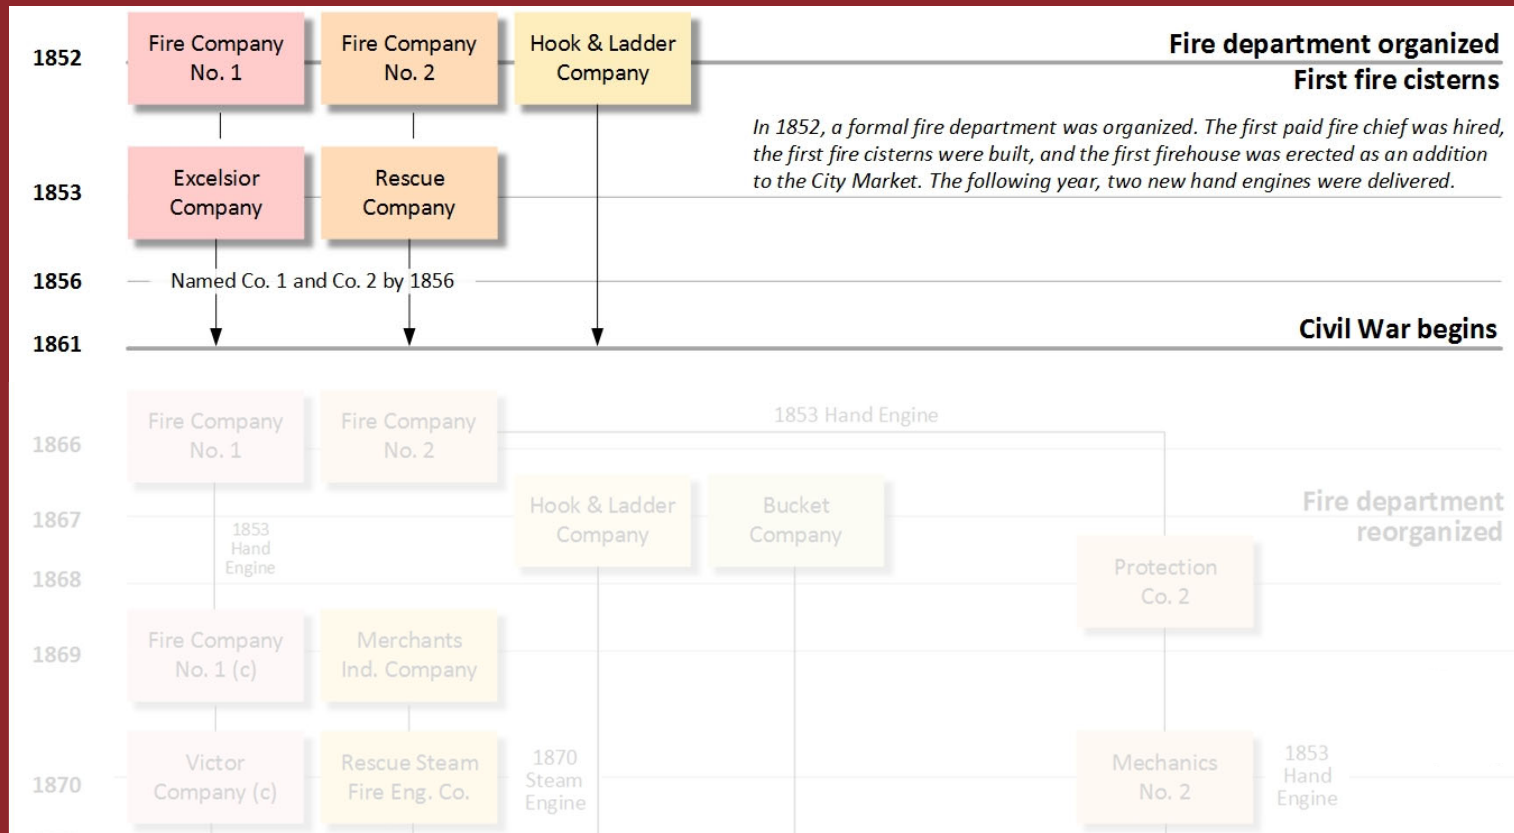 1852
Fire Company
No. 1
Fire Company
No. 2
Hook & Ladder
Company
Fire department organized
First fire cisterns
In 1852, a formal fire department was organized. The first paid fire chief was hired,
the first fire cisterns were built, and the first firehouse was erected as an addition
to the City Market. The following year, two new hand engines were delivered.
1853
Excelsior
Company
Rescue
Company
1856
Named Co. 1 and Co. 2 by 1856
1861
Civil War begins
1866
Fire Company
No. 1
Fire Company
No. 2
1853 Hand Engine
1867
1853
Hand
Engine
Hook & Ladder
Company
Bucket
Company
Fire department
reorganized
1868
Protection
Co. 2
1869
Fire Company
No. 1 (c)
Merchants
Ind. Company
1870
Victor
Company (c)
Rescue Steam
Fire Eng. Co.
1870
Steam
Engine
Mechanics
No. 2
1853
Hand
Engine